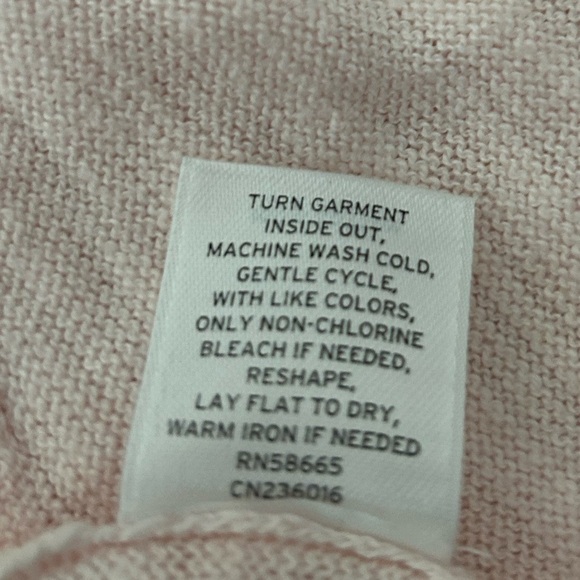 TURN GARMENT
INSIDE OUT,
MACHINE WASH COLD,
GENTLE CYCLE,
WITH LIKE COLORS,
ONLY NON-CHLORINE
BLEACH IF NEEDED,
RESHAPE,
LAY FLAT TO DRY,
WARM IRON IF NEEDED
RN58665
CN236016